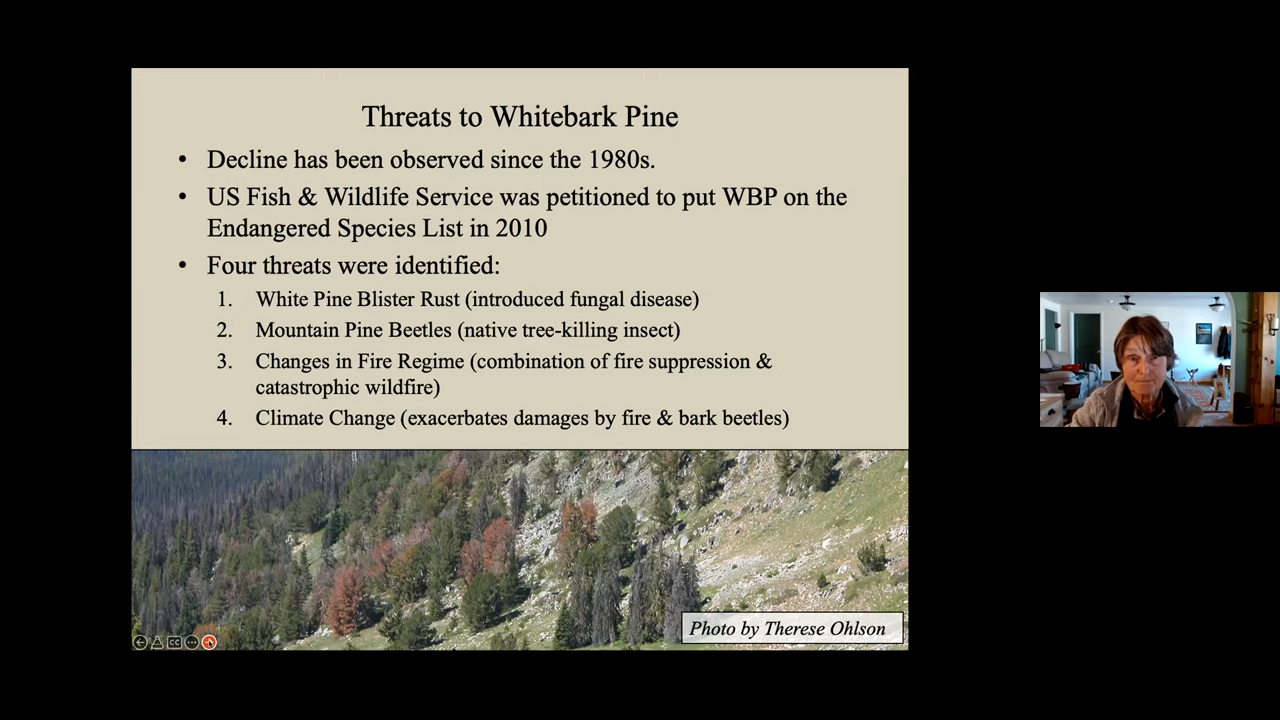 Threats to Whitebark Pine
• Decline has been observed since the 1980s.
• US Fish & Wildlife Service was petitioned to put WBP on the
Endangered Species List in 2010
• Four threats were identified:
1. White Pine Blister Rust (introduced fungal disease)
2. Mountain Pine Beetles (native tree-killing insect)
3. Changes in Fire Regime (combination of fire suppression &
catastrophic wildfire)
4. Climate Change (exacerbates damages by fire & bark beetles)
Photo by Therese Ohlson
CC